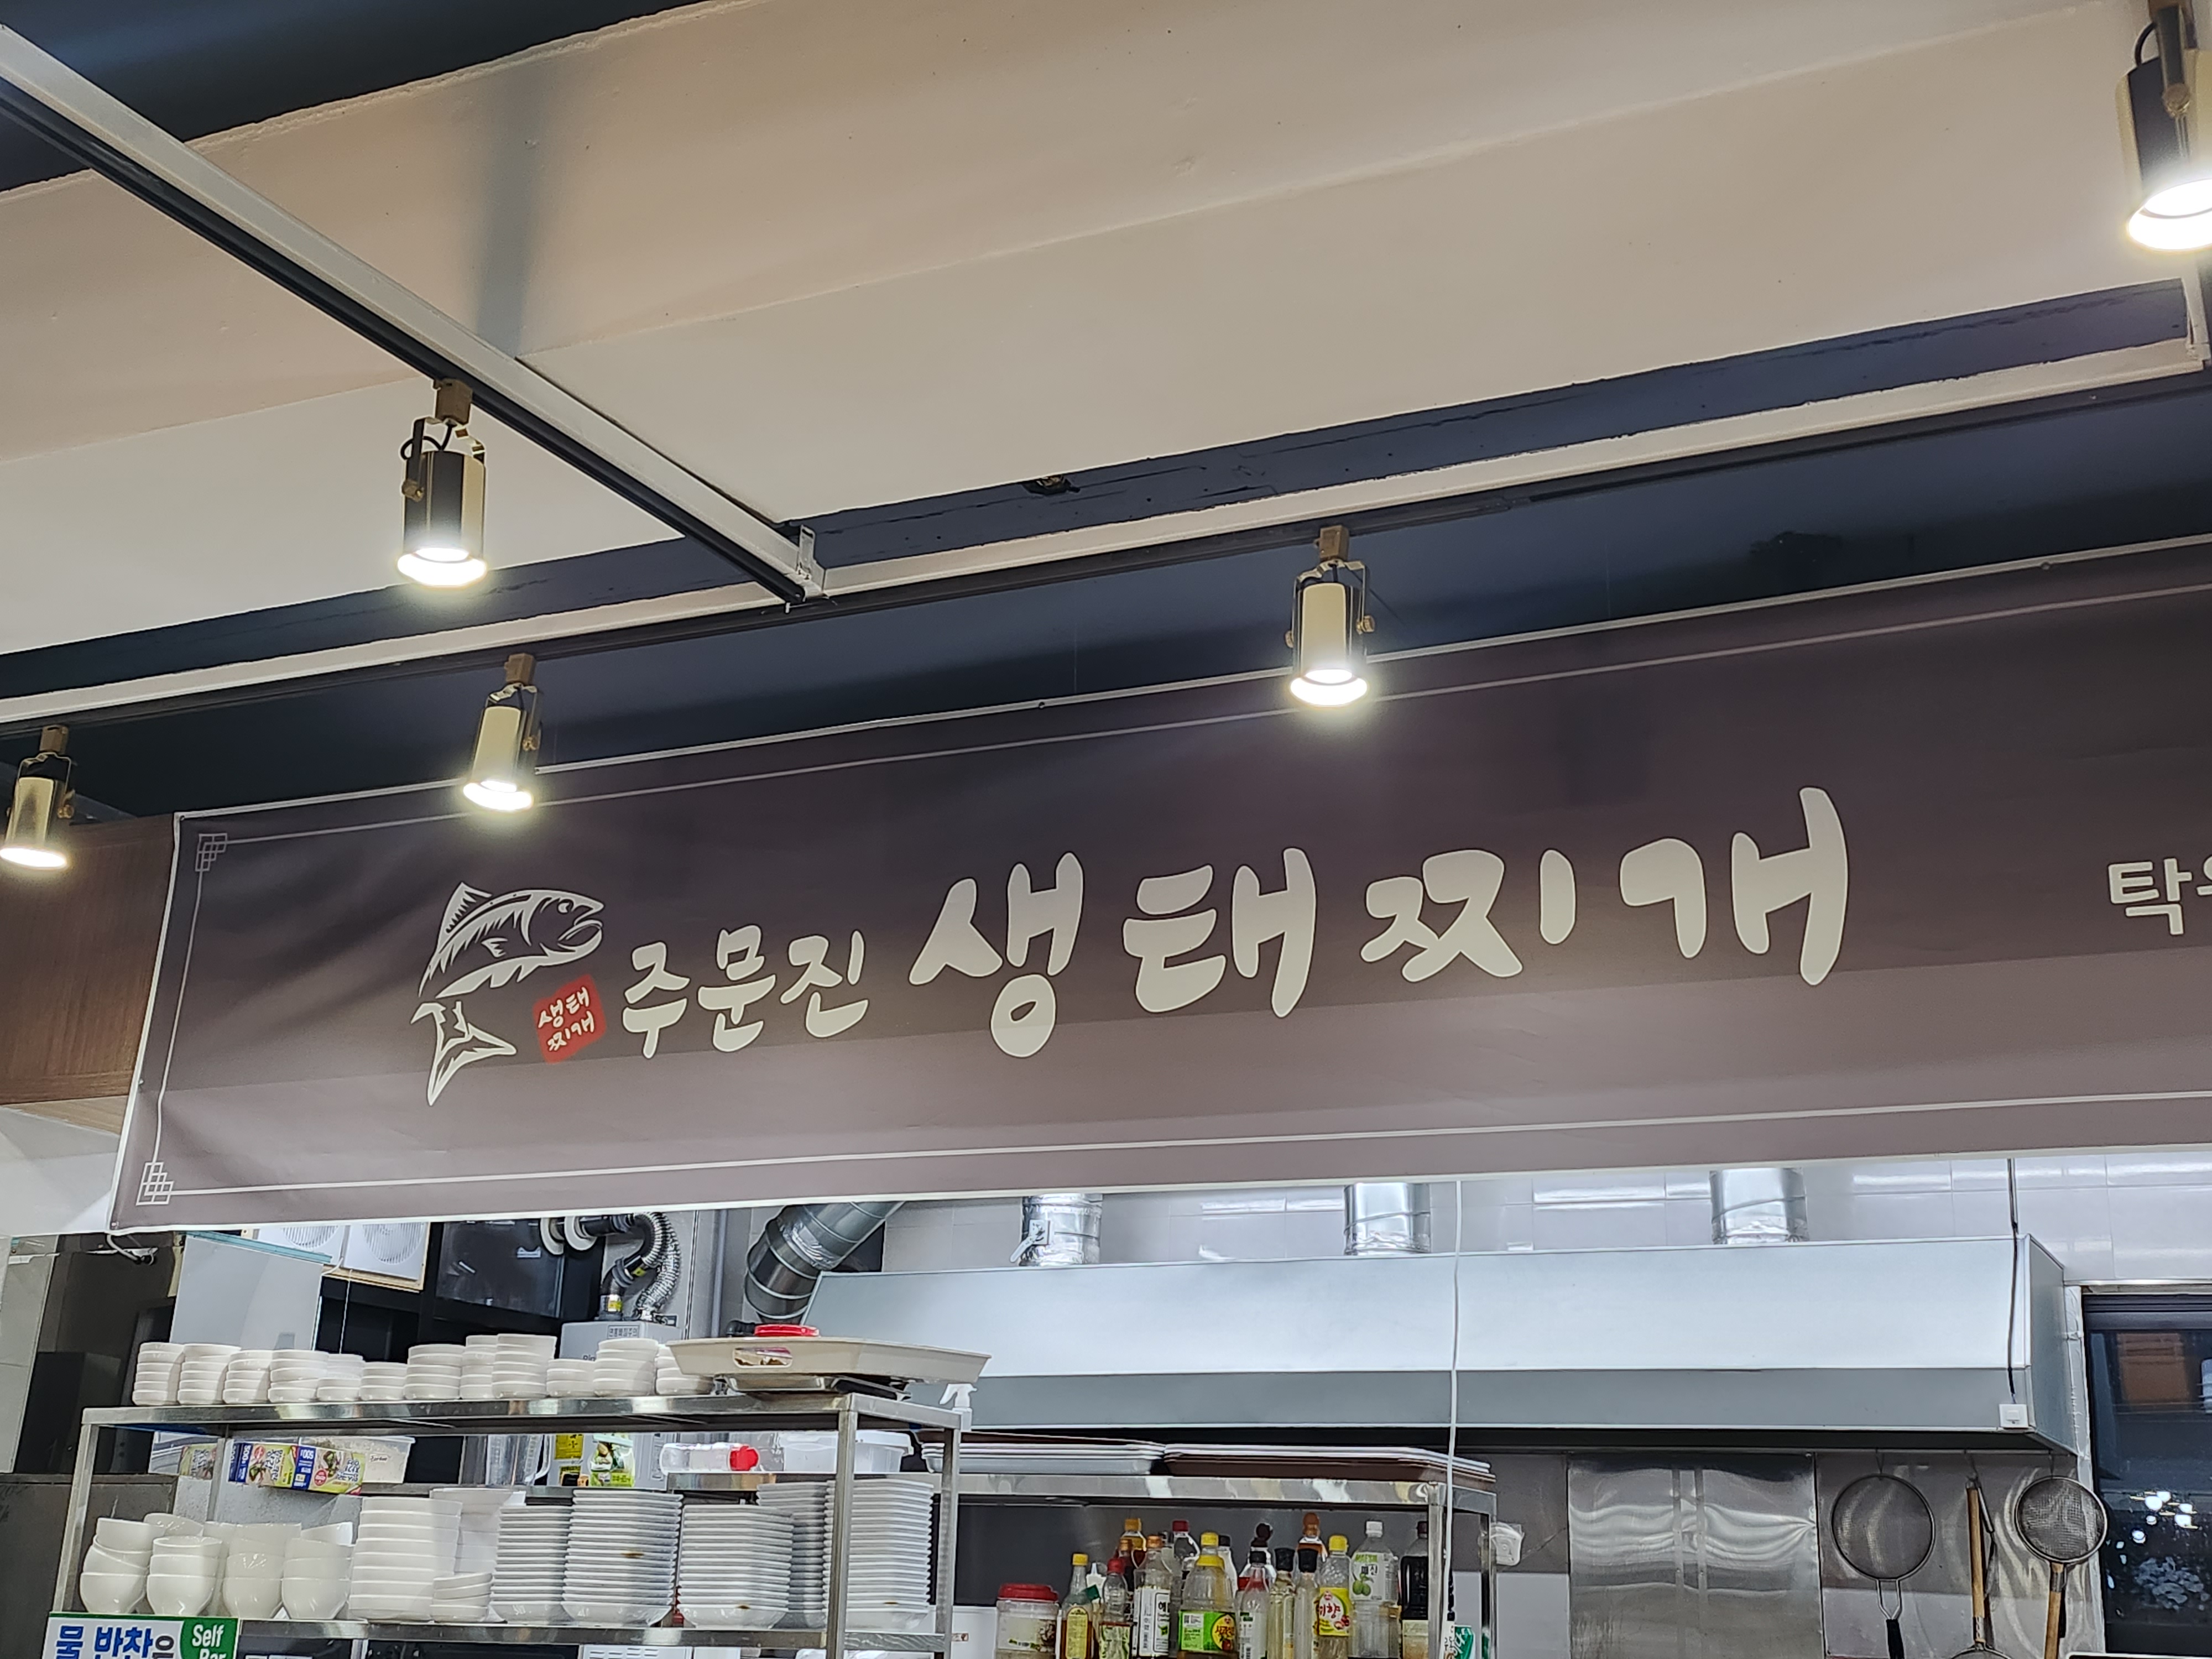 주문진 생태찌개
생태
찌개
물 반찬은
Self